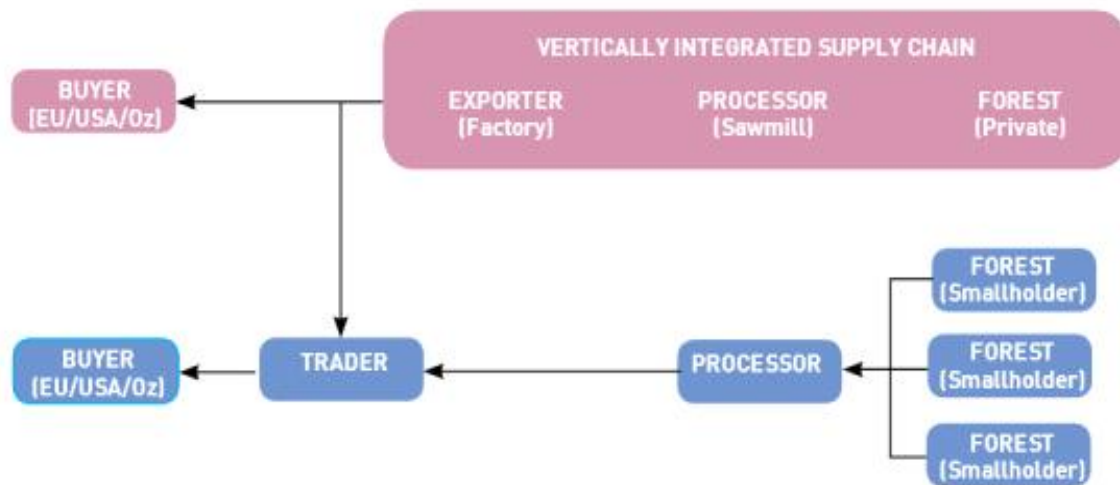 VERTICALLY INTEGRATED SUPPLY CHAIN
BUYER
(EU/USA/Oz)
EXPORTER
(Factory)
PROCESSOR
(Sawmill)
FOREST
(Private)
FOREST
(Smallholder)
BUYER
(EU/USA/Oz)
TRADER
PROCESSOR
FOREST
(Smallholder)
FOREST
(Smallholder)